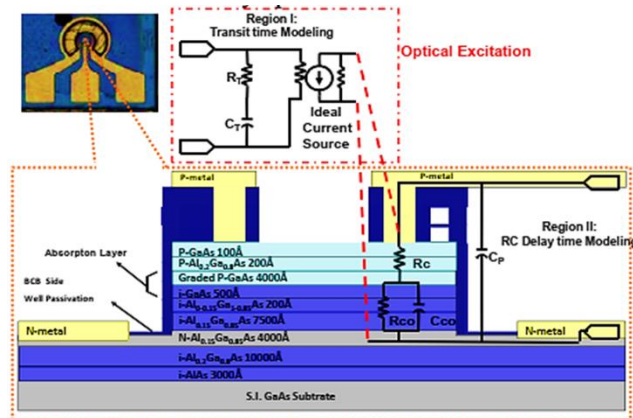 Region I:
Transit time Modeling
Optical Excitation
RT
CT
Ideal
Current
Source
P-metal
P-metal
Region II:
RC Delay time Modeling
Absorpton Layer
BCB Side
Well Passivation
N-metal
N-metal
P-GaAs 100Å
P-Al0.2Ga0.8As 200Å
Graded P-GaAs 4000Å
i-GaAs 500Å
i-Al0-0.15Ga1-0.85As 200Å
i-Al0.15Ga0.85As 7500Å
N-Al0.15Ga0.85As 4000Å
i-Al0.2Ga0.8As 10000Å
i-AlAs 3000Å
S.I. GaAs Subtrate
Rc
Rco
Cco
CP